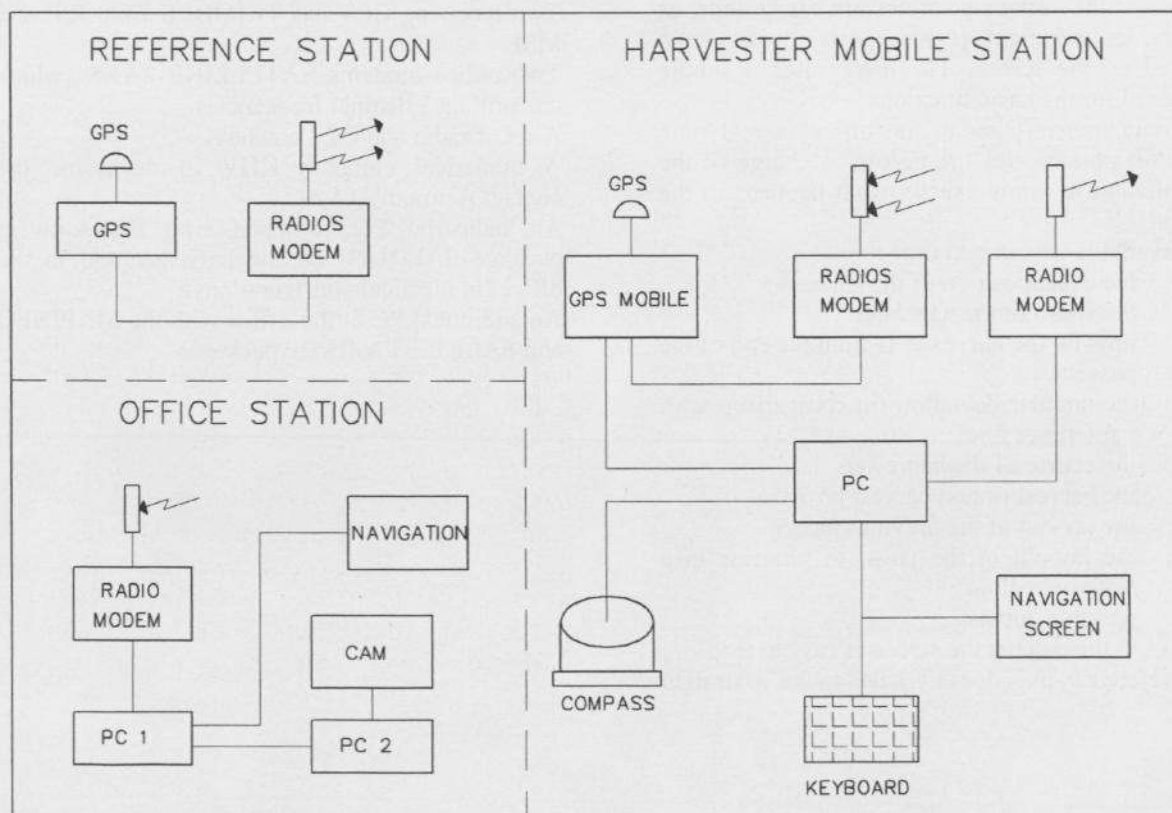 REFERENCE STATION
GPS
GPS
RADIOS
MODEM
OFFICE STATION
NAVIGATION
RADIO
MODEM
CAM
PC 1
PC 2
HARVESTER MOBILE STATION
GPS
GPS MOBILE
RADIOS
MODEM
RADIO
MODEM
PC
COMPASS
NAVIGATION
SCREEN
KEYBOARD